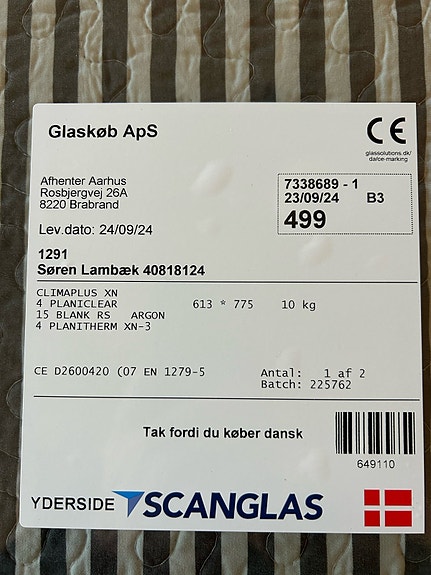 Glaskøb ApS
CE
glassolutions.dk/
da/ce-marking
Afhenter Aarhus
Rosbjergvej 26A
8220 Brabrand
Lev.dato: 24/09/24
7338689 - 1
23/09/24 B3
499
1291
Søren Lambæk 40818124
CLIMAPLUS XN
4 PLANICLEAR 613 * 775 10 kg
15 BLANK RS ARGON
4 PLANITHERM XN-3
CE D2600420 (07 EN 1279-5 Antal: 1 af 2
Batch: 225762
Tak fordi du køber dansk
649110
YDERSIDE SCANGLAS